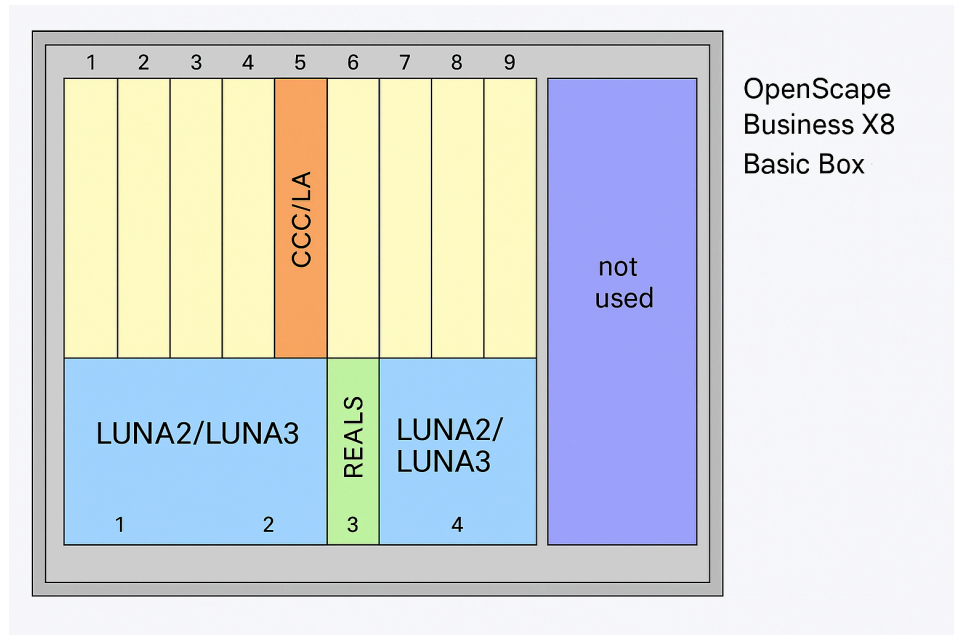 1 2 3 4 5 6 7 8 9
CCC/LA
LUNA2/LUNA3
REALS
LUNA2/
LUNA3
1 2 3 4
not
used
OpenScape
Business X8
Basic Box